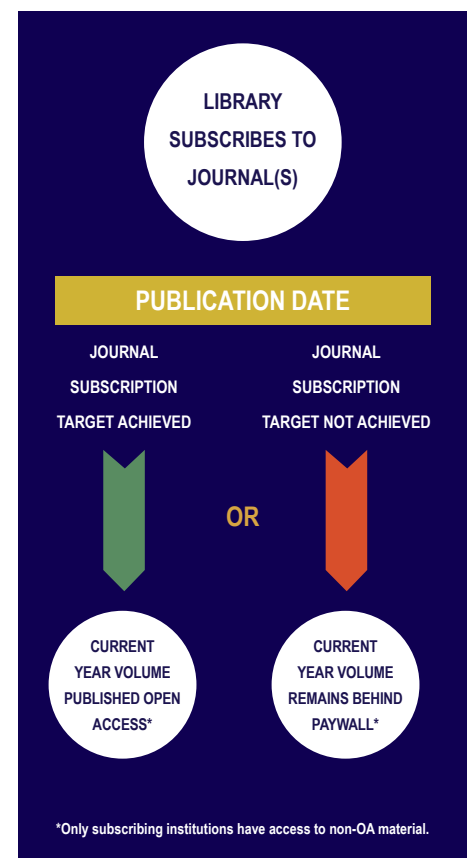 LIBRARY
SUBSCRIBES TO
JOURNAL(S)
PUBLICATION DATE
JOURNAL
SUBSCRIPTION
TARGET ACHIEVED
JOURNAL
SUBSCRIPTION
TARGET NOT ACHIEVED
OR
CURRENT
YEAR VOLUME
PUBLISHED OPEN
ACCESS*
CURRENT
YEAR VOLUME
REMAINS BEHIND
PAYWALL*
*Only subscribing institutions have access to non-OA material.